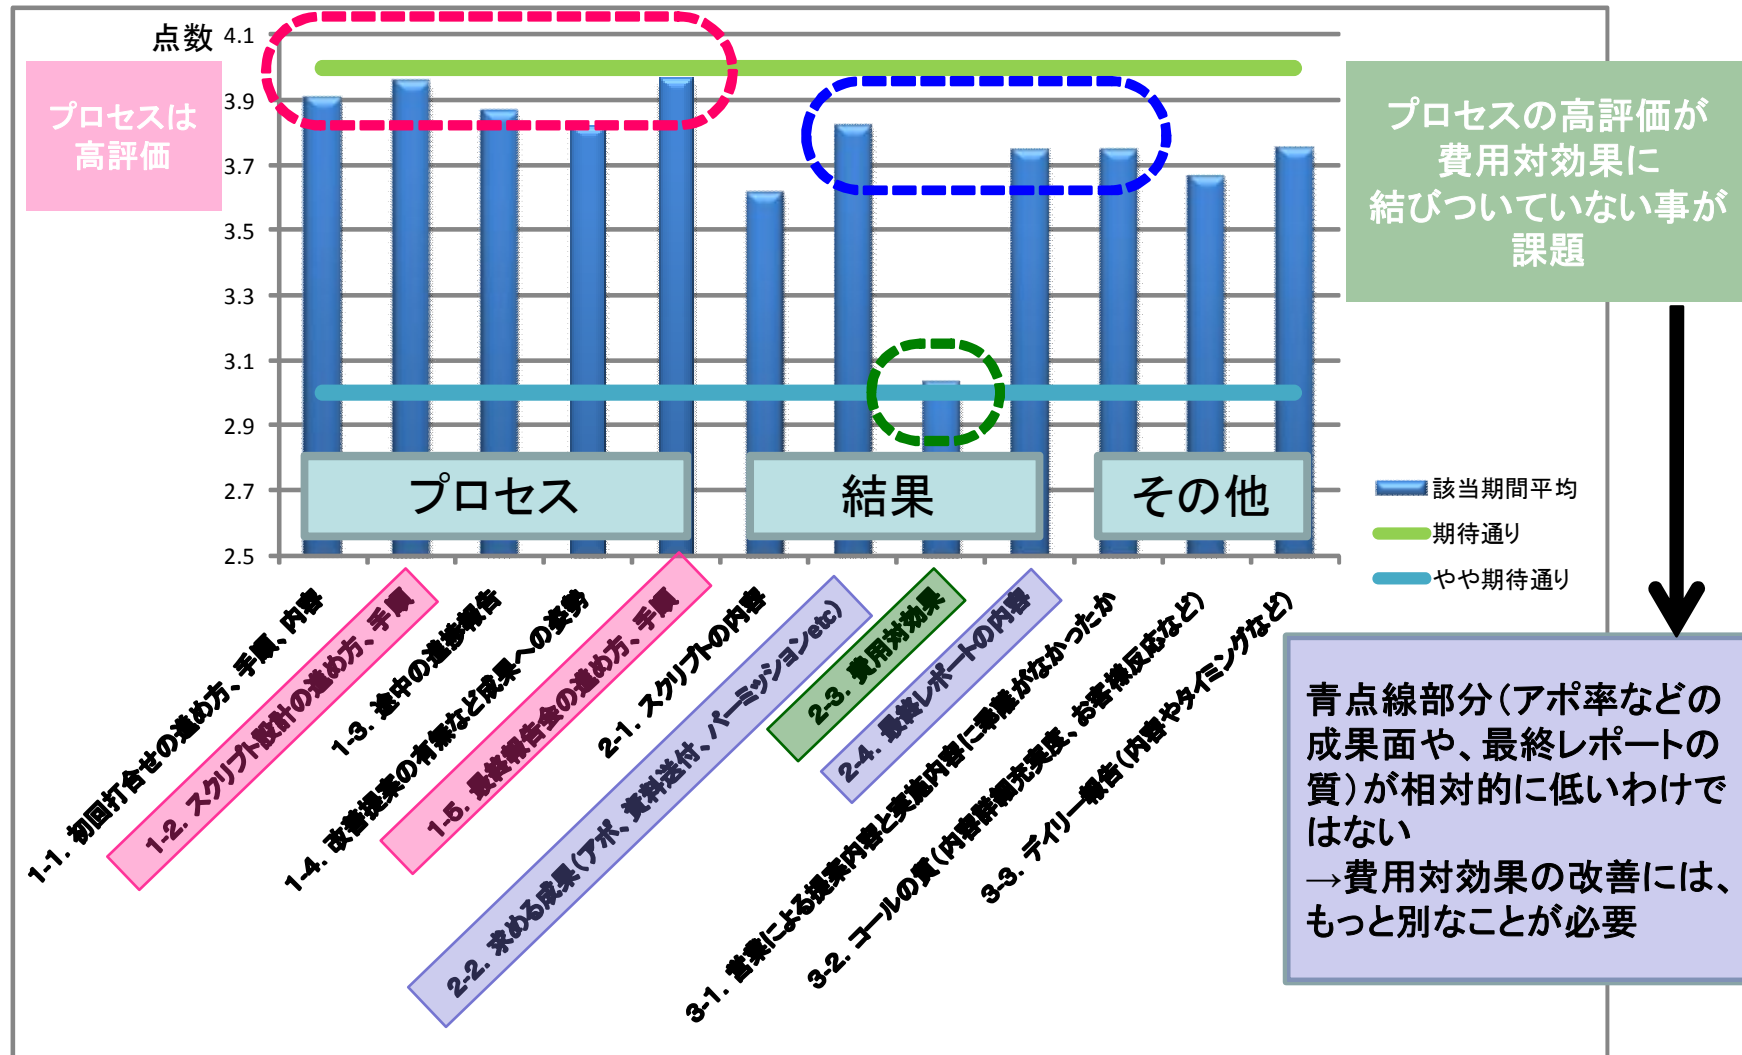 点数
4.1
3.9
3.7
3.5
3.3
3.1
2.9
2.7
2.5
プロセスは
高評価
プロセスの高評価が
費用対効果に
結びついていない事が
課題
プロセス
結果
その他
該当期間平均
期待通り
やや期待通り
1-1. 初回打合せの進め方、手順、内容
1-2. スクリプト設計の進め方、手順
1-3. 途中の進捗報告
1-4. 改善提案の有無など成果への姿勢
1-5. 最終報告会の進め方、手順
2-1. スクリプトの内容
2-2. 求める成果(アポ、資料送付、パーミッションetc)
2-3. 費用対効果
2-4. 最終レポートの内容
3-1. 営業による提案内容と実施内容に乖離がなかったか
3-2. コールの質(内容詳細充実度、お客様反応など)
3-3. デイリー報告(内容やタイミングなど)
青点線部分(アポ率などの
成果面や、最終レポートの
質)が相対的に低いわけで
はない
→費用対効果の改善には、
もっと別なことが必要